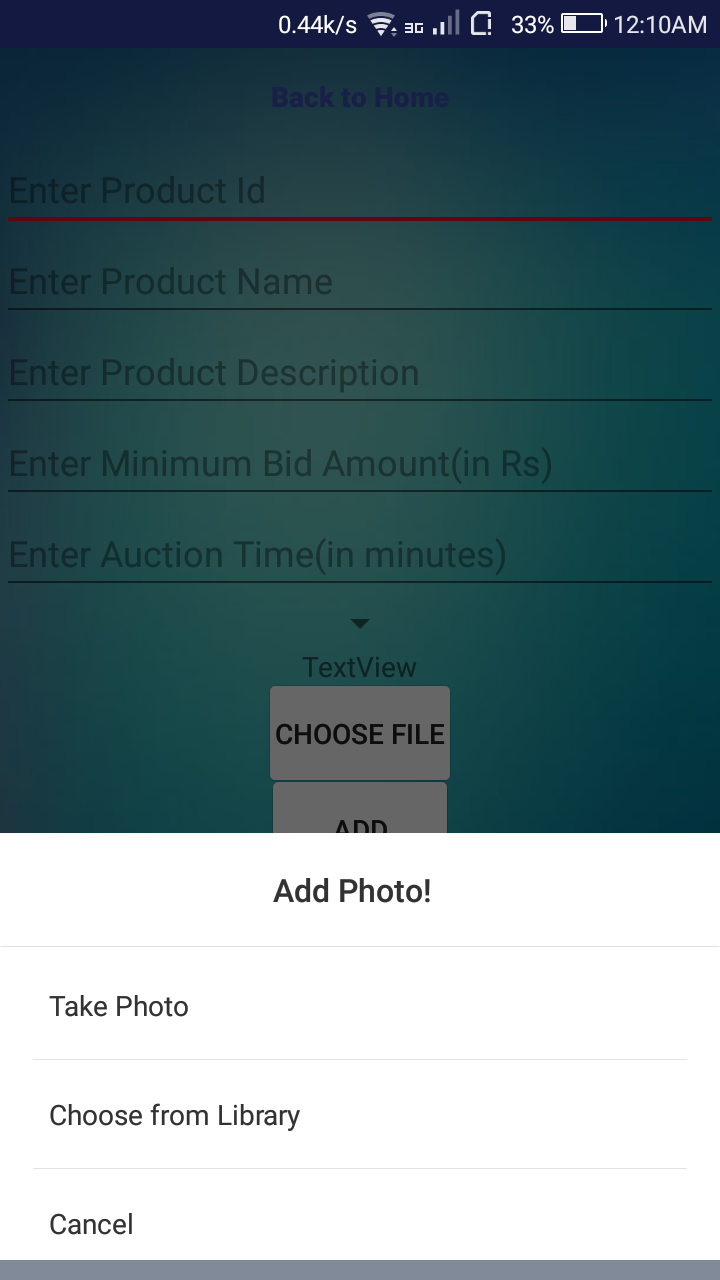 0.44k/s 3G 33% 12:10AM
Back to Home
Enter Product Id
Enter Product Name
Enter Product Description
Enter Minimum Bid Amount(in Rs)
Enter Auction Time(in minutes)
TextView
CHOOSE FILE
ADD
Add Photo!
Take Photo
Choose from Library
Cancel